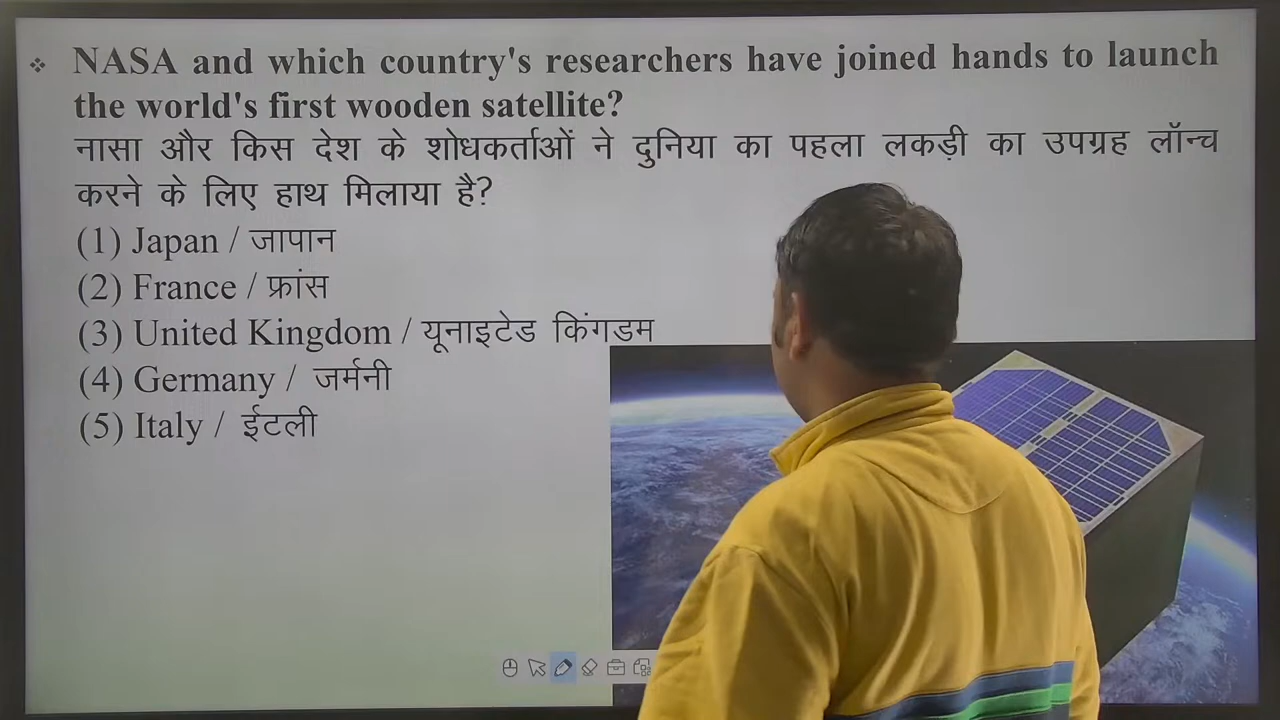 NASA and which country's researchers have joined hands to launch
the world's first wooden satellite?
नासा और किस देश के शोधकर्ताओं ने दुनिया का पहला लकड़ी का उपग्रह लॉन्च
करने के लिए हाथ मिलाया है?
(1) Japan / जापान
(2) France / फ्रांस
(3) United Kingdom / यूनाइटेड किंगडम
(4) Germany / जर्मनी
(5) Italy / ईटली